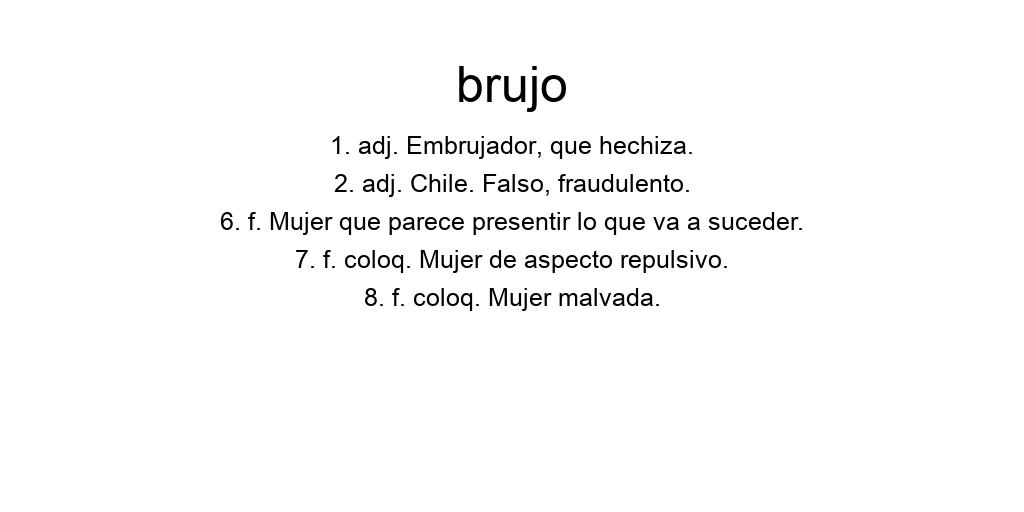 brujo
1. adj. Embrujador, que hechiza.
2. adj. Chile. Falso, fraudulento.
6. f. Mujer que parece presentir lo que va a suceder.
7. f. coloq. Mujer de aspecto repulsivo.
8. f. coloq. Mujer malvada.